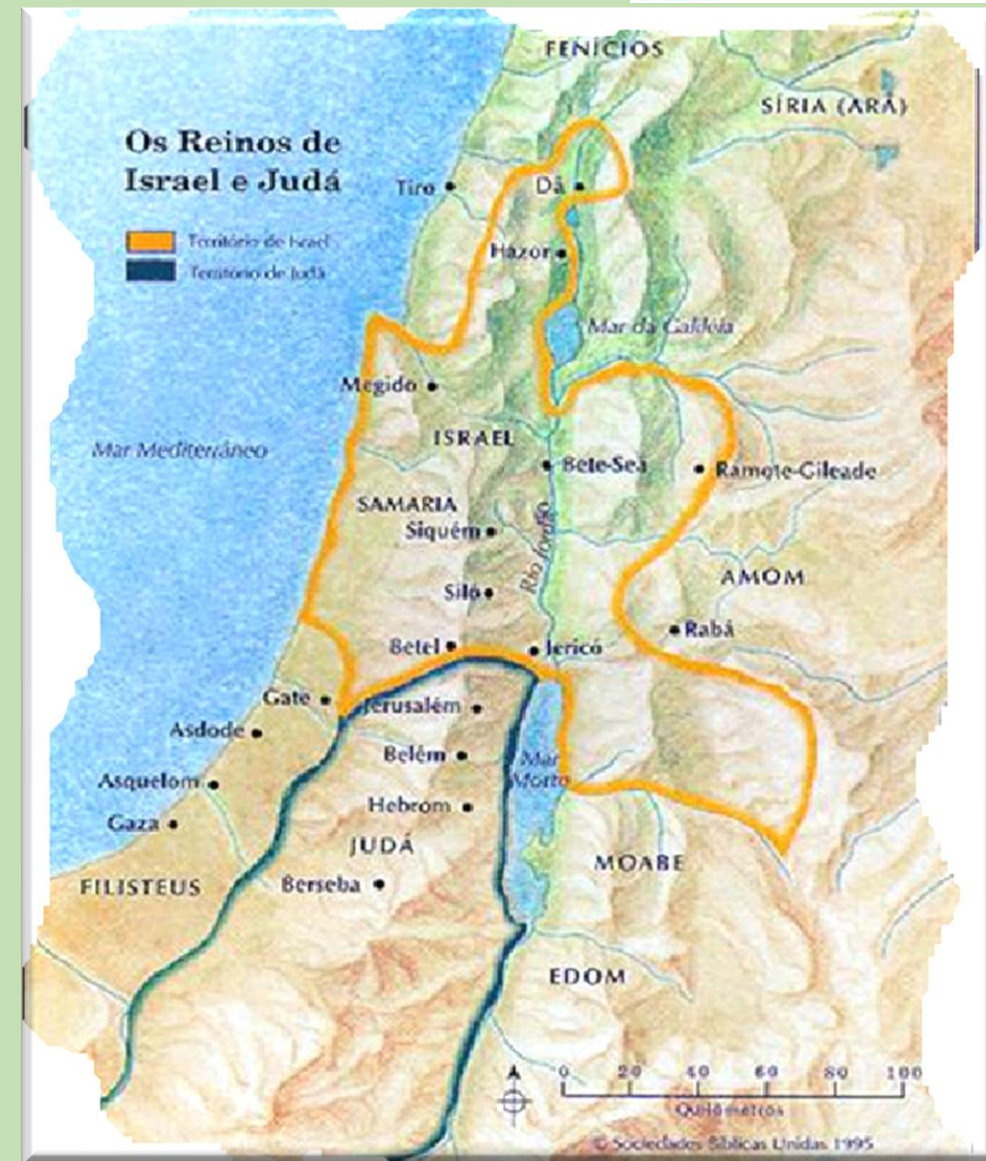 FENÍCIOS
SÍRIA (ARÃ)
Os Reinos de
Israel e Judá
Território de Israel
Território de Judá
Tiro
Dã
Hazor
Mar da Galiléia
Megido
ISRAEL
Mar Mediterrâneo
Bete-Seã
Ramote-Gileade
SAMARIA
Siquém
Rio Jordão
AMOM
Siló
Rabá
Betel
Jericó
Gate
Jerusalém
Asdode
Belém
Mar
Morto
Asquelom
Hebrom
Gaza
JUDÁ
MOABE
FILISTEUS
Berseba
EDOM
0 20 40 60 80 100
Quilômetros
© Sociedades Bíblicas Unidas 1995